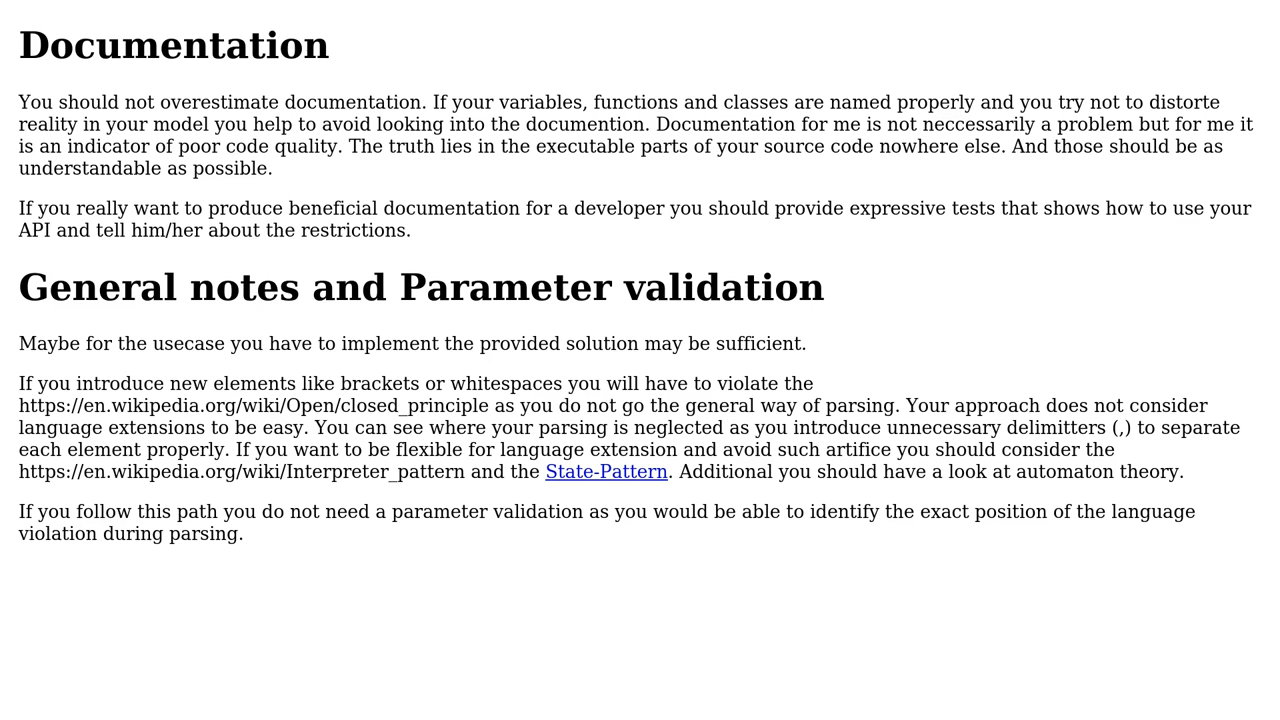 Documentation
You should not overestimate documentation. If your variables, functions and classes are named properly and you try not to distorte
reality in your model you help to avoid looking into the documention. Documentation for me is not neccessarily a problem but for me it
is an indicator of poor code quality. The truth lies in the executable parts of your source code nowhere else. And those should be as
understandable as possible.
If you really want to produce beneficial documentation for a developer you should provide expressive tests that shows how to use your
API and tell him/her about the restrictions.
General notes and Parameter validation
Maybe for the usecase you have to implement the provided solution may be sufficient.
If you introduce new elements like brackets or whitespaces you will have to violate the
https://en.wikipedia.org/wiki/Open/closed_principle as you do not go the general way of parsing. Your approach does not consider
language extensions to be easy. You can see where your parsing is neglected as you introduce unnecessary delimitters (,) to separate
each element properly. If you want to be flexible for language extension and avoid such artifice you should consider the
https://en.wikipedia.org/wiki/Interpreter_pattern and the State-Pattern. Additional you should have a look at automaton theory.
If you follow this path you do not need a parameter validation as you would be able to identify the exact position of the language
violation during parsing.